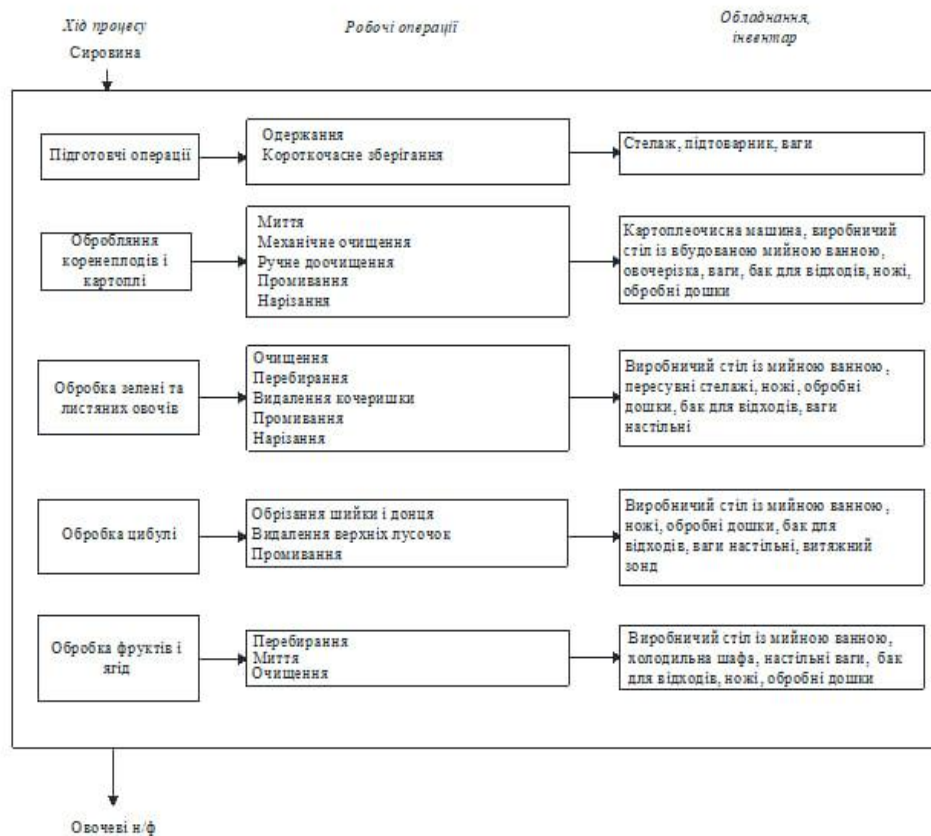 Хід процесу
Робочі операції
Обладнання,
інвентар
Сировина
Підготовчі операції
Одержання
Короткочасне зберігання
Стелаж, підтоварник, ваги
Обробляння
коренеплодів і
картоплі
Миття
Механічне очищення
Ручне доочищення
Промивання
Нарізання
Картоплеочисна машина, виробничий
стіл із вбудованою мийною ванною,
овочерізка, ваги, бак для відходів, ножі,
обробні дошки
Обробка зелені та
листяних овочів
Очищення
Перебирання
Видалення кочеришки
Промивання
Нарізання
Виробничий стіл із мийною ванною,
пересувні стелажі, ножі, обробні
дошки, бак для відходів, ваги
настільні
Обробка цибулі
Обрізання шийки і донця
Видалення верхніх лусочок
Промивання
Виробничий стіл із мийною ванною,
ножі, обробні дошки, бак для
відходів, ваги настільні, витяжний
зонд
Обробка фруктів і
ягід
Перебирання
Миття
Очищення
Виробничий стіл із мийною ванною,
холодильна шафа, настільні ваги, бак
для відходів, ножі, обробні дошки
Овочеві н/ф